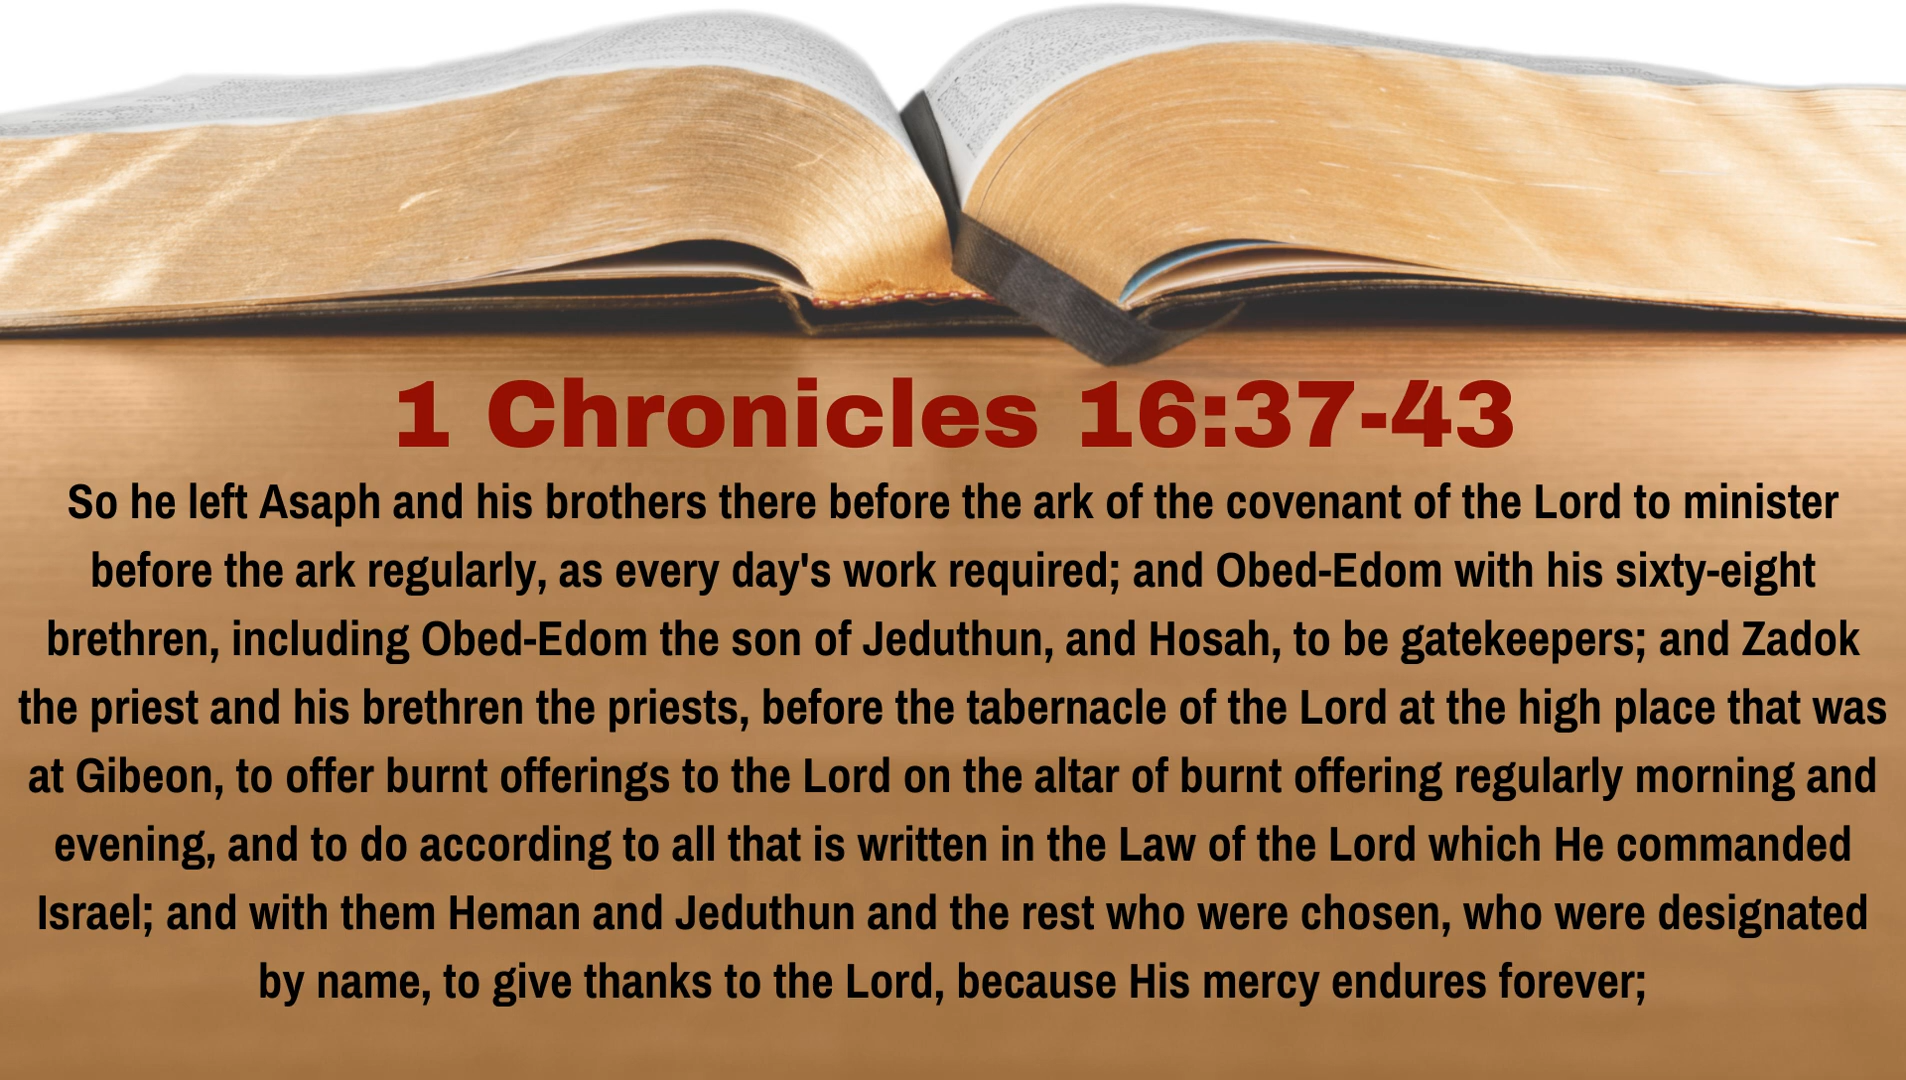 1 Chronicles 16:37-43
So he left Asaph and his brothers there before the ark of the covenant of the Lord to minister
before the ark regularly, as every day's work required; and Obed-Edom with his sixty-eight
brethren, including Obed-Edom the son of Jeduthun, and Hosah, to be gatekeepers; and Zadok
the priest and his brethren the priests, before the tabernacle of the Lord at the high place that was
at Gibeon, to offer burnt offerings to the Lord on the altar of burnt offering regularly morning and
evening, and to do according to all that is written in the Law of the Lord which He commanded
Israel; and with them Heman and Jeduthun and the rest who were chosen, who were designated
by name, to give thanks to the Lord, because His mercy endures forever;